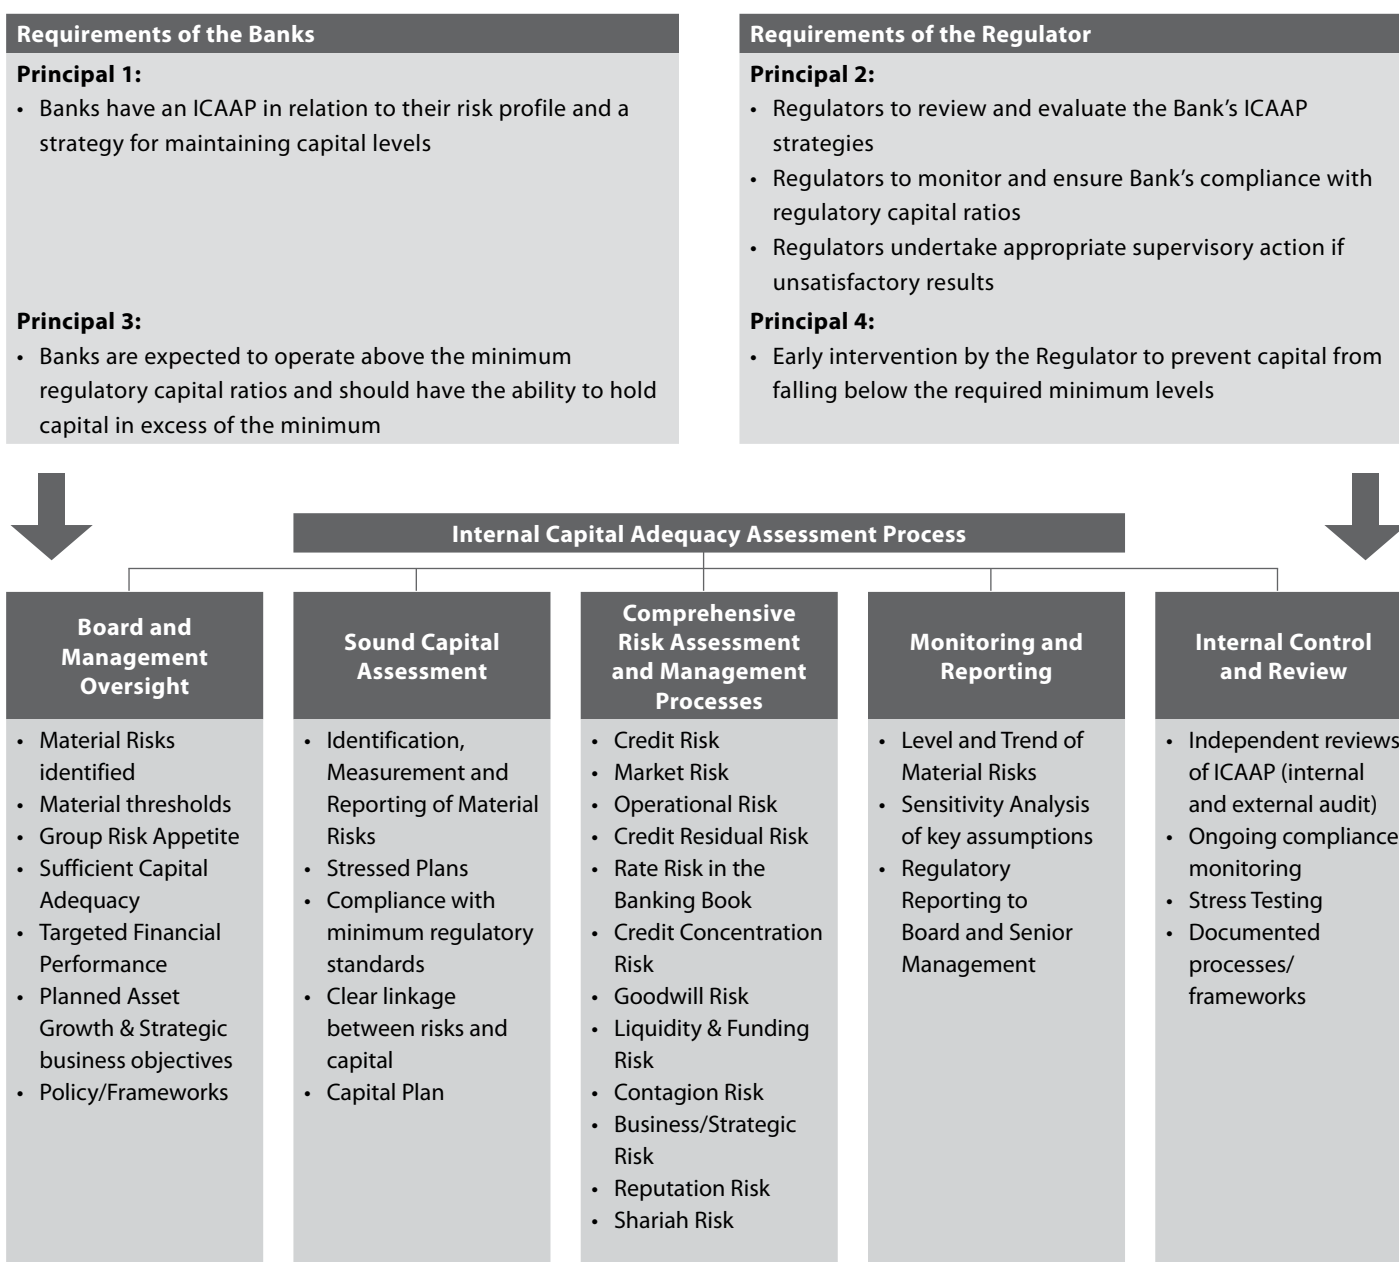 Requirements of the Banks
Principal 1:
• Banks have an ICAAP in relation to their risk profile and a
strategy for maintaining capital levels
Principal 3:
• Banks are expected to operate above the minimum
regulatory capital ratios and should have the ability to hold
capital in excess of the minimum
Requirements of the Regulator
Principal 2:
• Regulators to review and evaluate the Bank’s ICAAP
strategies
• Regulators to monitor and ensure Bank’s compliance with
regulatory capital ratios
• Regulators undertake appropriate supervisory action if
unsatisfactory results
Principal 4:
• Early intervention by the Regulator to prevent capital from
falling below the required minimum levels
Internal Capital Adequacy Assessment Process
Board and
Management
Oversight
• Material Risks
identified
• Material thresholds
• Group Risk Appetite
• Sufficient Capital
Adequacy
• Targeted Financial
Performance
• Planned Asset
Growth & Strategic
business objectives
• Policy/Frameworks
Sound Capital
Assessment
• Identification,
Measurement and
Reporting of Material
Risks
• Stressed Plans
• Compliance with
minimum regulatory
standards
• Clear linkage
between risks and
capital
• Capital Plan
Comprehensive
Risk Assessment
and Management
Processes
• Credit Risk
• Market Risk
• Operational Risk
• Credit Residual Risk
• Rate Risk in the
Banking Book
• Credit Concentration
Risk
• Goodwill Risk
• Liquidity & Funding
Risk
• Contagion Risk
• Business/Strategic
Risk
• Reputation Risk
• Shariah Risk
Monitoring and
Reporting
• Level and Trend of
Material Risks
• Sensitivity Analysis
of key assumptions
• Regulatory
Reporting to
Board and Senior
Management
Internal Control
and Review
• Independent reviews
of ICAAP (internal
and external audit)
• Ongoing compliance
monitoring
• Stress Testing
• Documented
processes/
frameworks